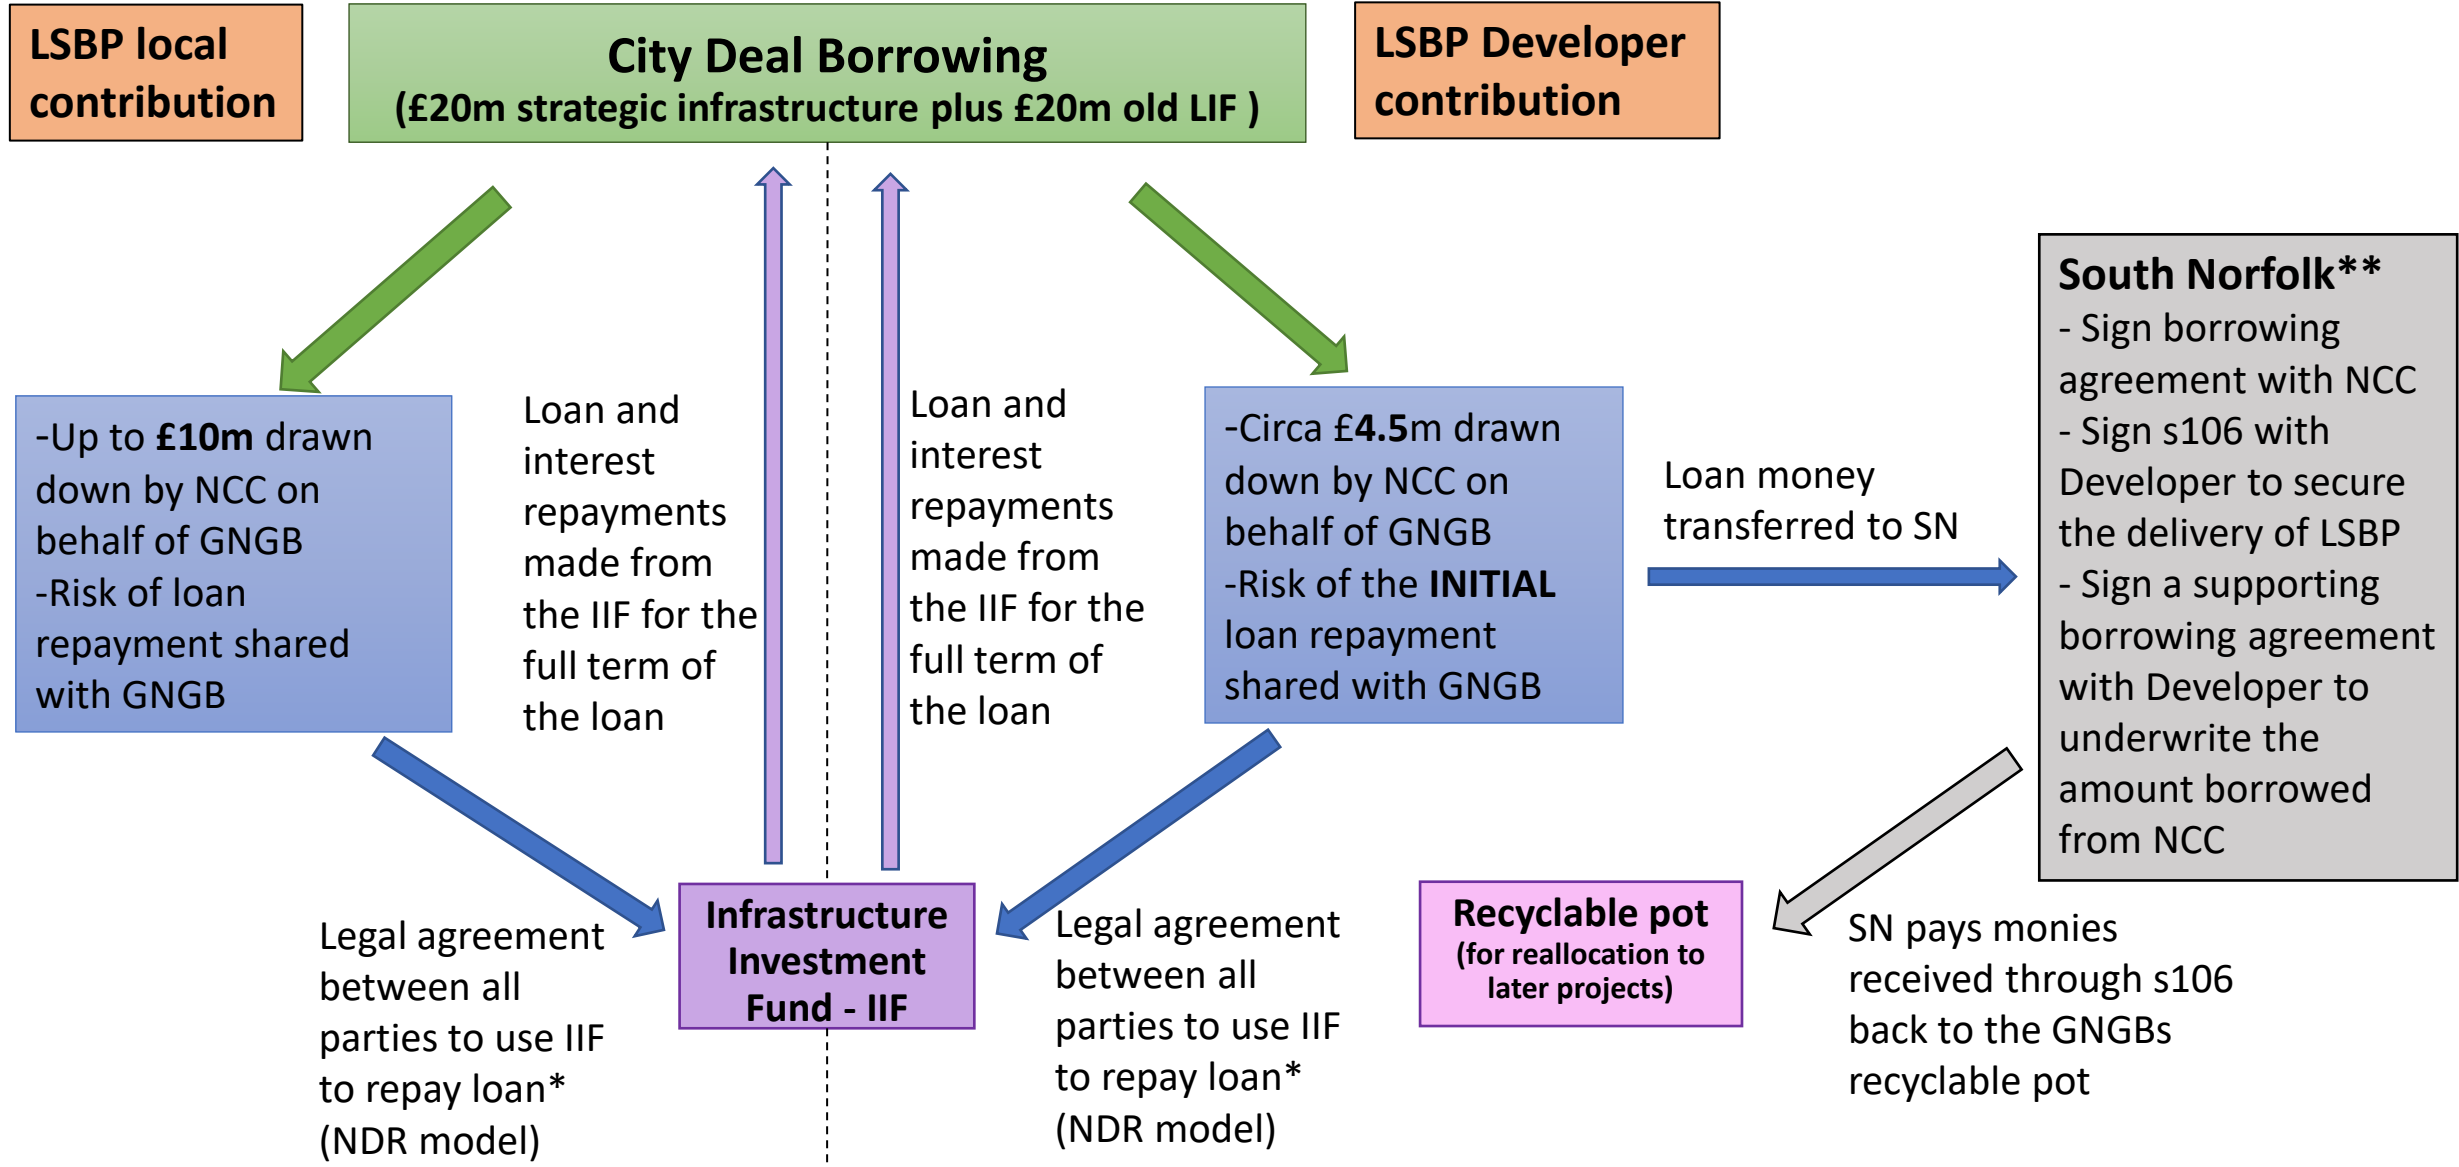 LSBP local
contribution
City Deal Borrowing
(£20m strategic infrastructure plus £20m old LIF )
LSBP Developer
contribution
-Up to £10m drawn
down by NCC on
behalf of GNGB
-Risk of loan
repayment shared
with GNGB
Loan and
interest
repayments
made from
the IIF for the
full term of
the loan
Loan and
interest
repayments
made from
the IIF for the
full term of
the loan
-Circa £4.5m drawn
down by NCC on
behalf of GNGB
-Risk of the INITIAL
loan repayment
shared with GNGB
Loan money
transferred to SN
South Norfolk**
- Sign borrowing
agreement with NCC
- Sign s106 with
Developer to secure
the delivery of LSBP
- Sign a supporting
borrowing agreement
with Developer to
underwrite the
amount borrowed
from NCC
Legal agreement
between all
parties to use IIF
to repay loan*
(NDR model)
Infrastructure
Investment
Fund - IIF
Legal agreement
between all
parties to use IIF
to repay loan*
(NDR model)
Recyclable pot
(for reallocation to
later projects)
SN pays monies
received through s106
back to the GNGBs
recyclable pot